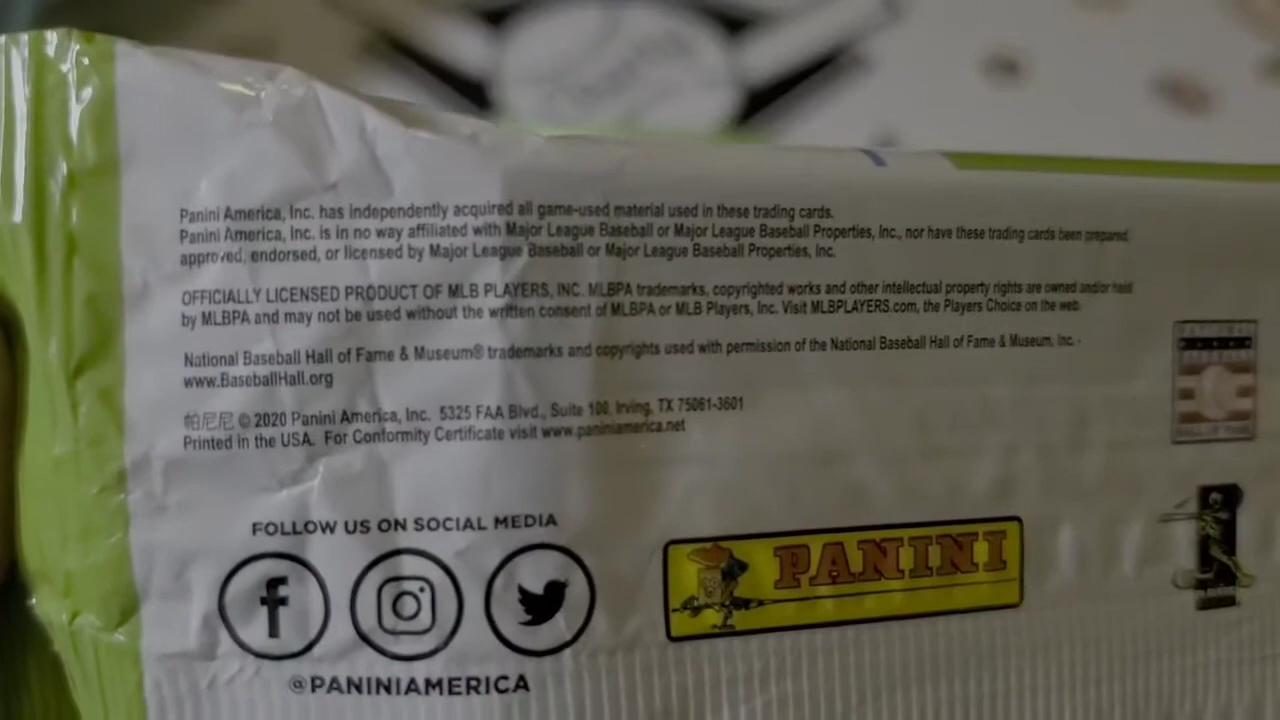 Panini America, Inc. has independently acquired all game-used material used in these trading cards.
Panini America, Inc. is in no way affiliated with Major League Baseball or Major League Baseball Properties, Inc., nor have these trading cards been prepared,
approved, endorsed, or licensed by Major League Baseball or Major League Baseball Properties, Inc.
OFFICIALLY LICENSED PRODUCT OF MLB PLAYERS, INC. MLBPA trademarks, copyrighted works and other intellectual property rights are owned and/or held
by MLBPA and may not be used without the written consent of MLBPA or MLB Players, Inc. Visit MLBPLAYERS.com, the Players Choice on the web.
National Baseball Hall of Fame & Museum® trademarks and copyrights used with permission of the National Baseball Hall of Fame & Museum, Inc. -
www.BaseballHall.org
帕尼尼 © 2020 Panini America, Inc. 5325 FAA Blvd., Suite 100, Irving, TX 75061-3601
Printed in the USA. For Conformity Certificate visit www.paniniamerica.net
FOLLOW US ON SOCIAL MEDIA
PANINI
@PANINIAMERICA